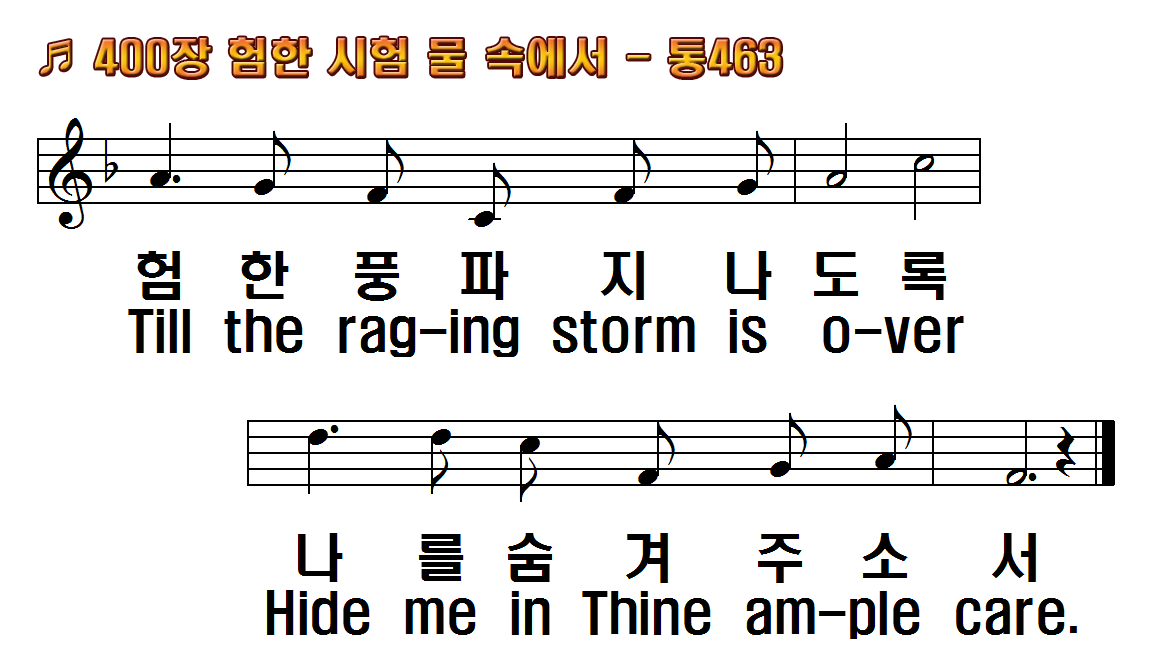 ♬ 400장 험한 시험 물 속에서 - 통463
험 한 풍 파 지 나 도 록
Till the rag-ing storm is o-ver
나 를 숨 겨 주 소 서
Hide me in Thine am-ple care.